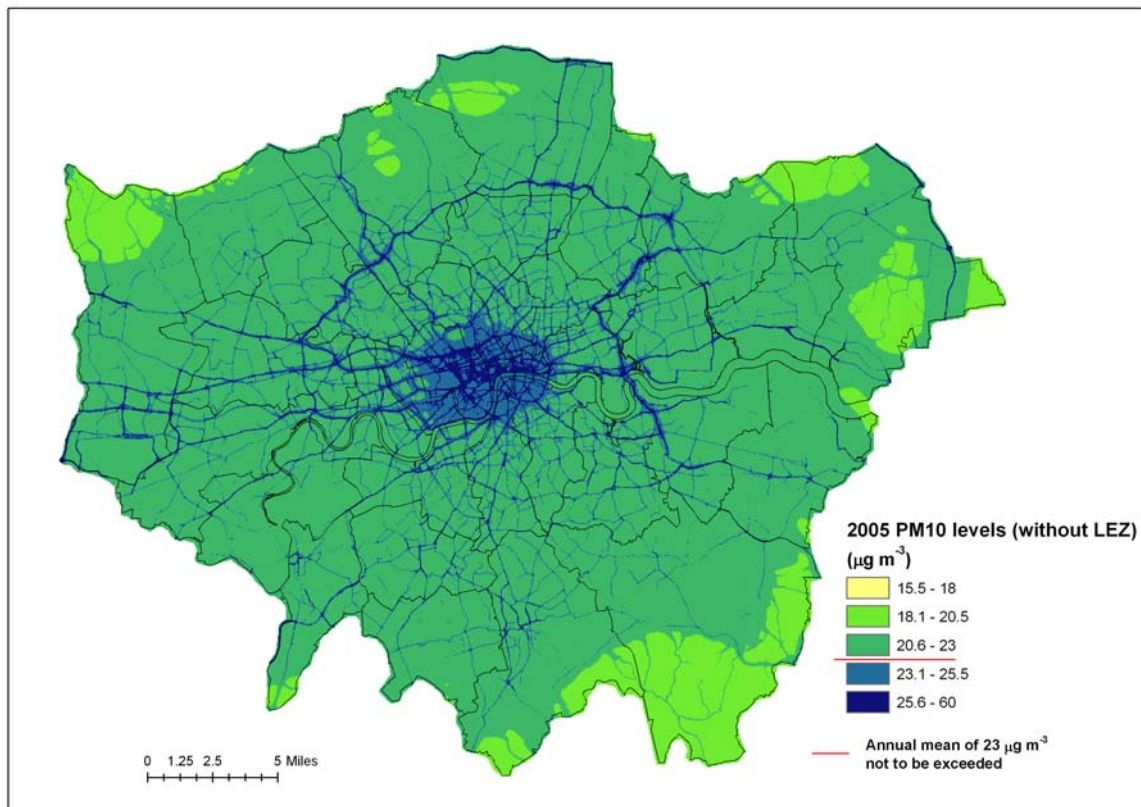 2005 PM10 levels (without LEZ)
(µg m⁻³)
15.5 - 18
18.1 - 20.5
20.6 - 23
23.1 - 25.5
25.6 - 60
Annual mean of 23 µg m⁻³
not to be exceeded
0 1.25 2.5 5 Miles